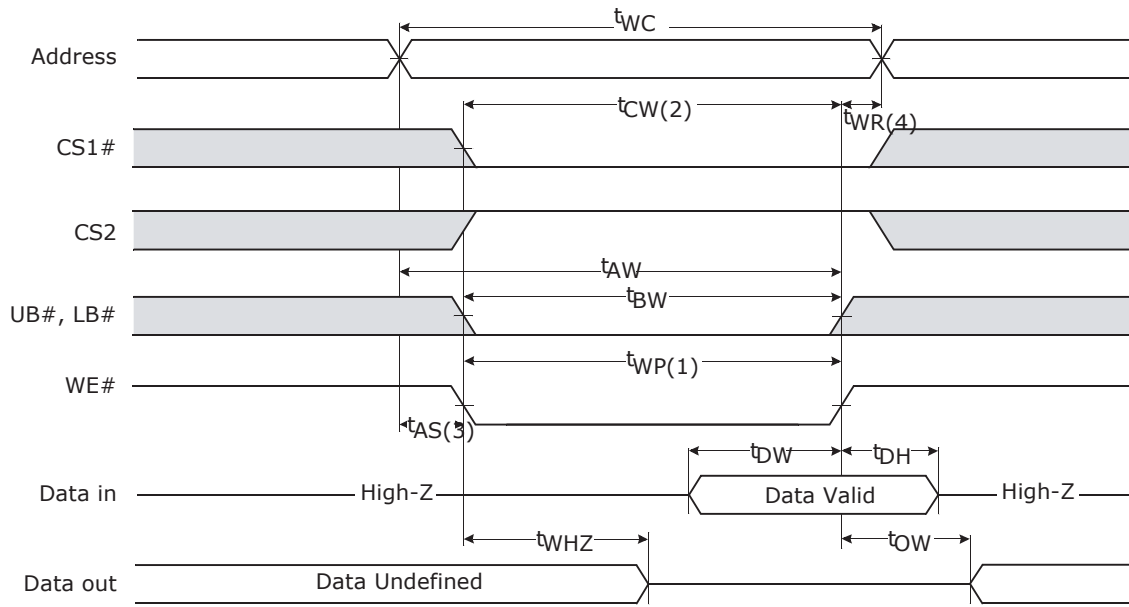 tWC
Address
tCW(2)
tWR(4)
CS1#
CS2
tAW
tBW
UB#, LB#
tWP(1)
WE#
tAS(3)
tDW
tDH
Data in
High-Z
Data Valid
High-Z
tWHZ
tOW
Data out
Data Undefined